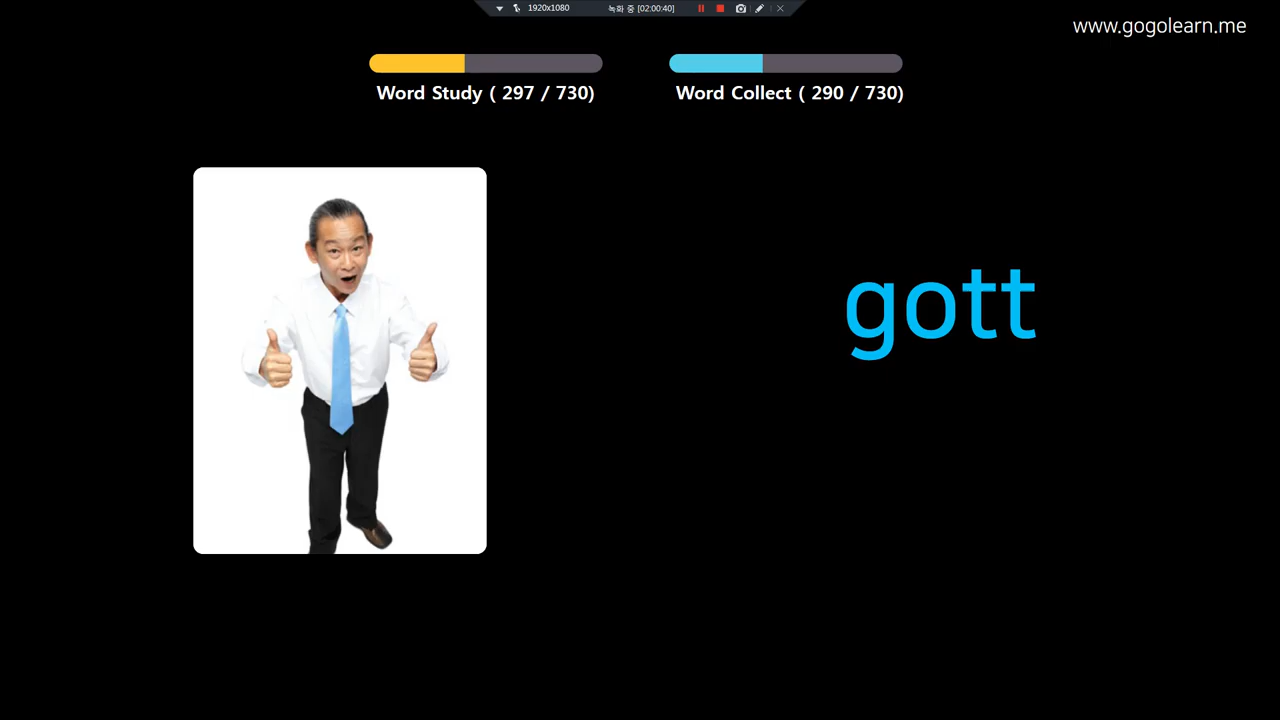 1920x1080 녹화 중 [02:00:40]
www.gogolearn.me
Word Study ( 297 / 730) Word Collect ( 290 / 730)
gott